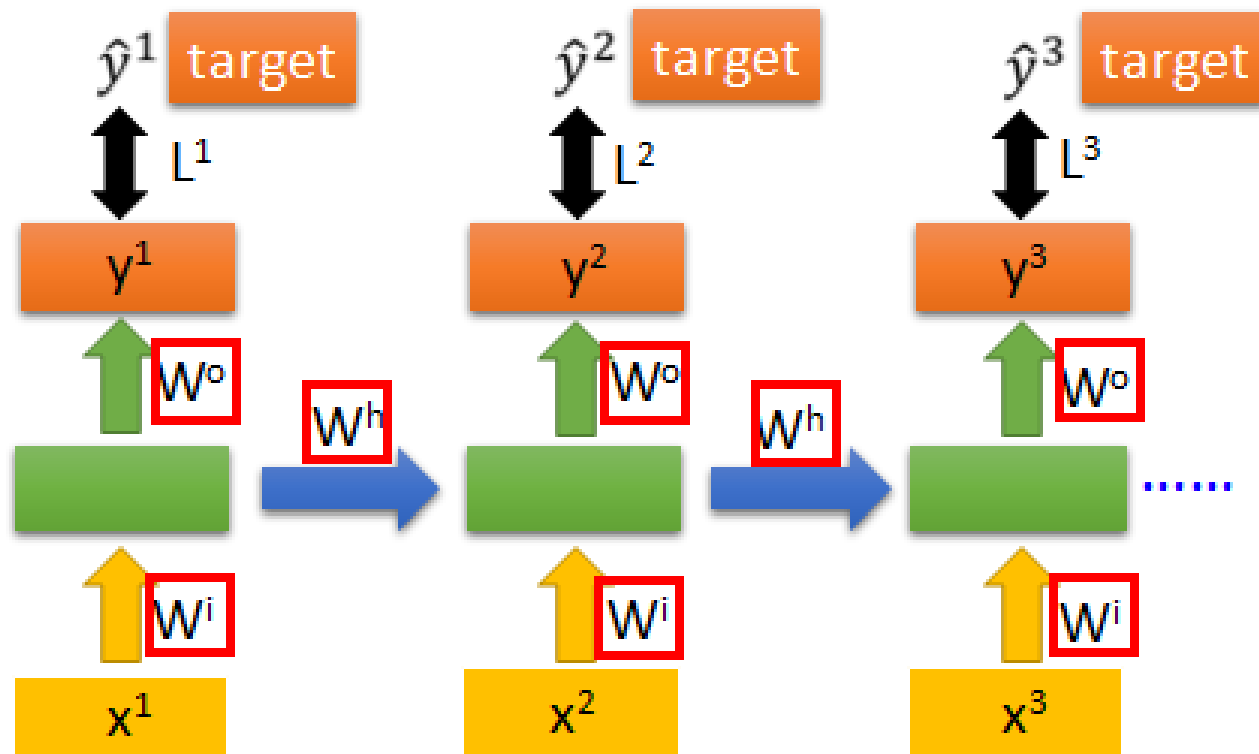 ŷ¹ target ŷ² target ŷ³ target
L¹ L² L³
y¹ y² y³
Wᵒ Wᵒ Wᵒ
Wʰ Wʰ
......
Wⁱ Wⁱ Wⁱ
x¹ x² x³